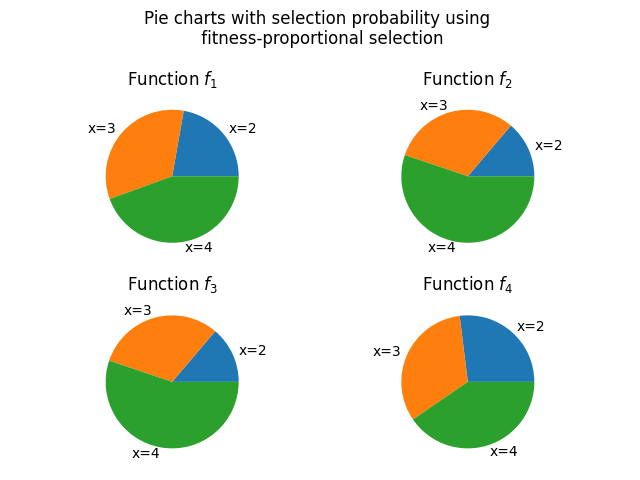 Pie charts with selection probability using
fitness-proportional selection
Function f₁
x=2
x=3
x=4
Function f₂
x=2
x=3
x=4
Function f₃
x=2
x=3
x=4
Function f₄
x=2
x=3
x=4